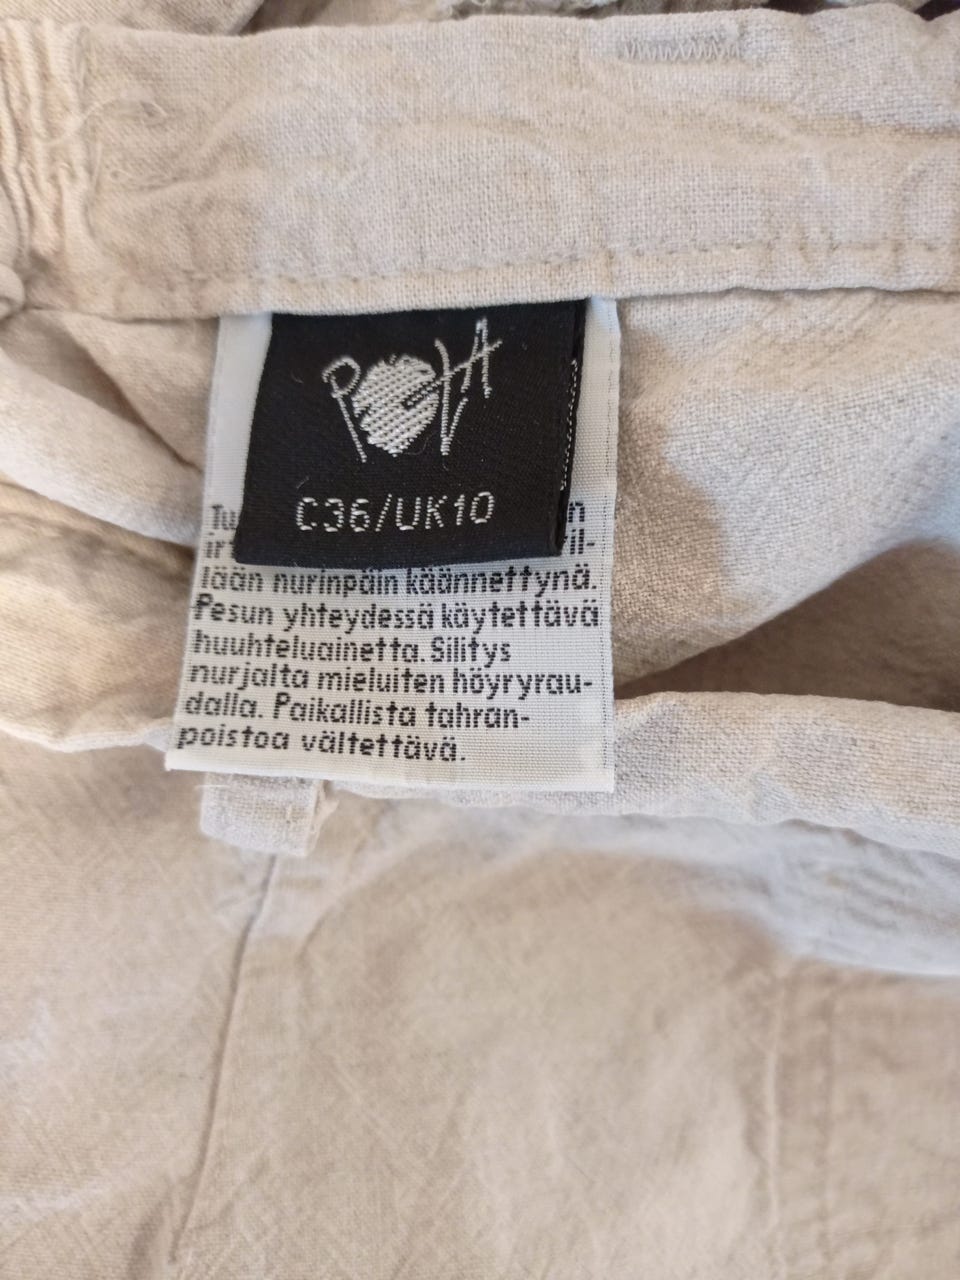 C36/UK10
lään nurinpäin käännettynä.
Pesun yhteydessä käytettävä
huuhteluainetta. Silitys
nurjalta mieluiten höyryrau-
dalla. Paikallista tahran-
poistoa vältettävä.